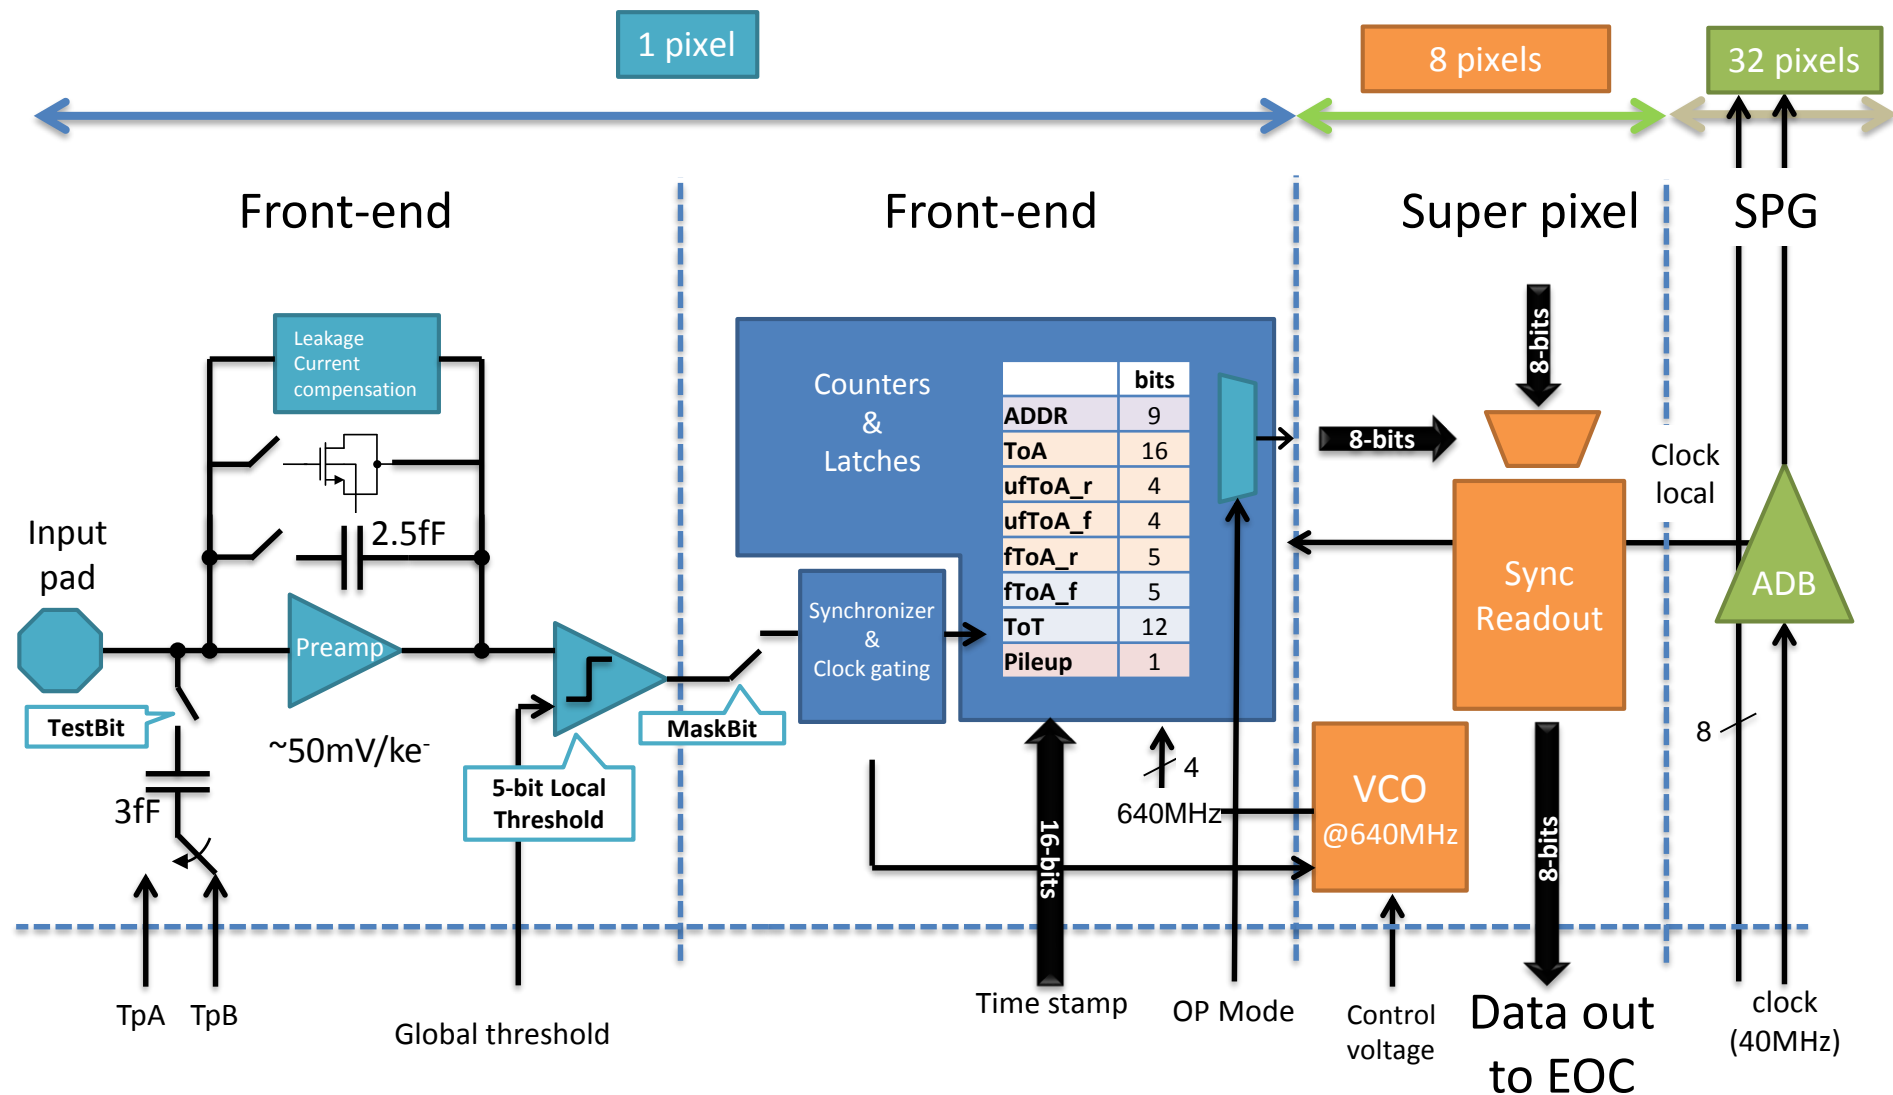 1 pixel
8 pixels
32 pixels
Front-end
Front-end
Super pixel
SPG
Leakage
Current
compensation
2.5fF
Input
pad
Preamp
TestBit
~50mV/ke-
3fF
5-bit Local
Threshold
MaskBit
TpA
TpB
Global threshold
Counters
&
Latches
bits
ADDR 9
ToA 16
ufToA_r 4
ufToA_f 4
fToA_r 5
fToA_f 5
ToT 12
Pileup 1
Synchronizer
&
Clock gating
4
640MHz
16-bits
Time stamp
OP Mode
8-bits
8-bits
Sync
Readout
VCO
@640MHz
8-bits
Control
voltage
Data out
to EOC
Clock
local
ADB
8
clock
(40MHz)